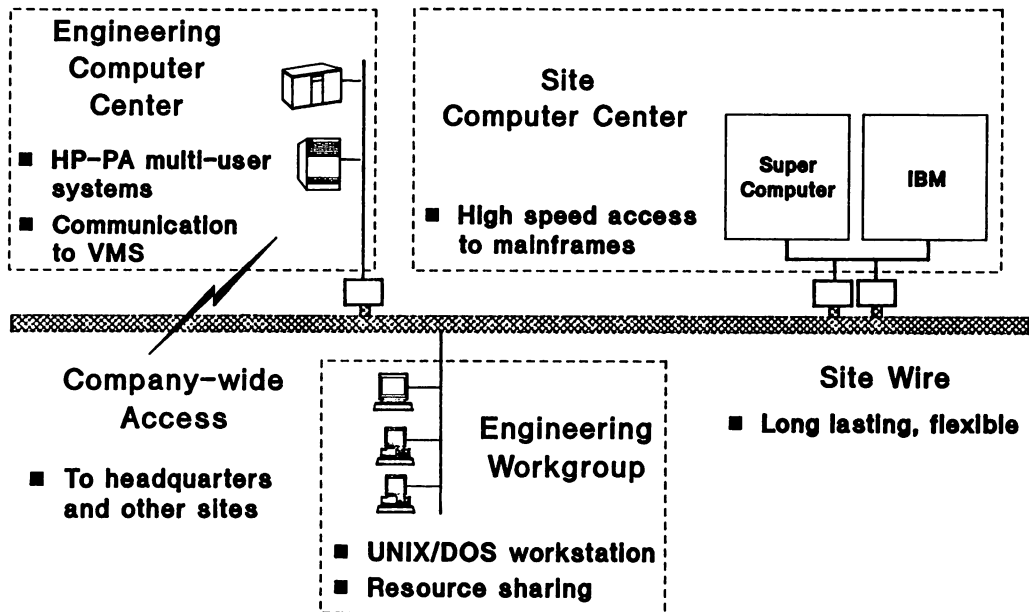 Engineering
Computer
Center
■ HP-PA multi-user
systems
■ Communication
to VMS
Site
Computer Center
■ High speed access
to mainframes
Super
Computer
IBM
Company-wide
Access
■ To headquarters
and other sites
Engineering
Workgroup
■ UNIX/DOS workstation
■ Resource sharing
Site Wire
■ Long lasting, flexible